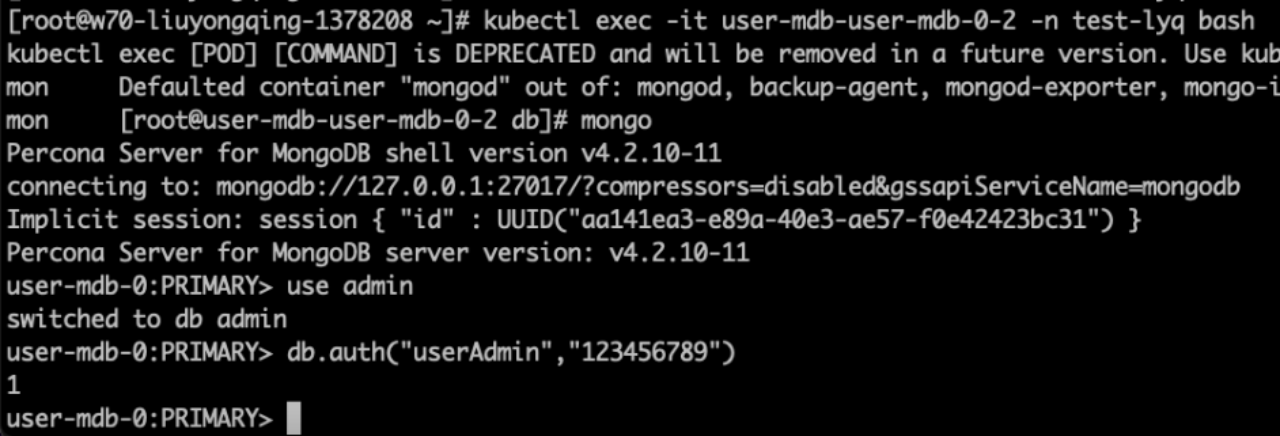 [root@w70-liuyongqing-1378208 ~]# kubectl exec -it user-mdb-user-mdb-0-2 -n test-lyq bash
kubectl exec [POD] [COMMAND] is DEPRECATED and will be removed in a future version. Use kub
mon Defaulted container "mongod" out of: mongod, backup-agent, mongod-exporter, mongo-i
mon [root@user-mdb-user-mdb-0-2 db]# mongo
Percona Server for MongoDB shell version v4.2.10-11
connecting to: mongodb://127.0.0.1:27017/?compressors=disabled&gssapiServiceName=mongodb
Implicit session: session { "id" : UUID("aa141ea3-e89a-40e3-ae57-f0e42423bc31") }
Percona Server for MongoDB server version: v4.2.10-11
user-mdb-0:PRIMARY> use admin
switched to db admin
user-mdb-0:PRIMARY> db.auth("userAdmin","123456789")
1
user-mdb-0:PRIMARY>